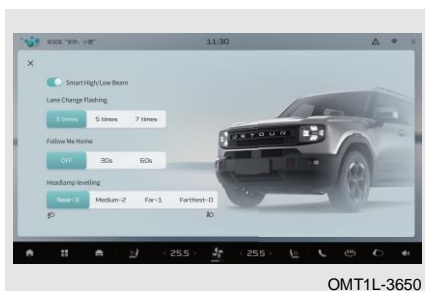 11:30
Smart High/Low Beam
Lane Change Flashing
3 times 5 times 7 times
Follow Me Home
OFF 30s 60s
Headlamp levelling
Near-3 Medium-2 Far-1 Farthest-0
JETOUR
25.5 25.5
OMT1L-3650